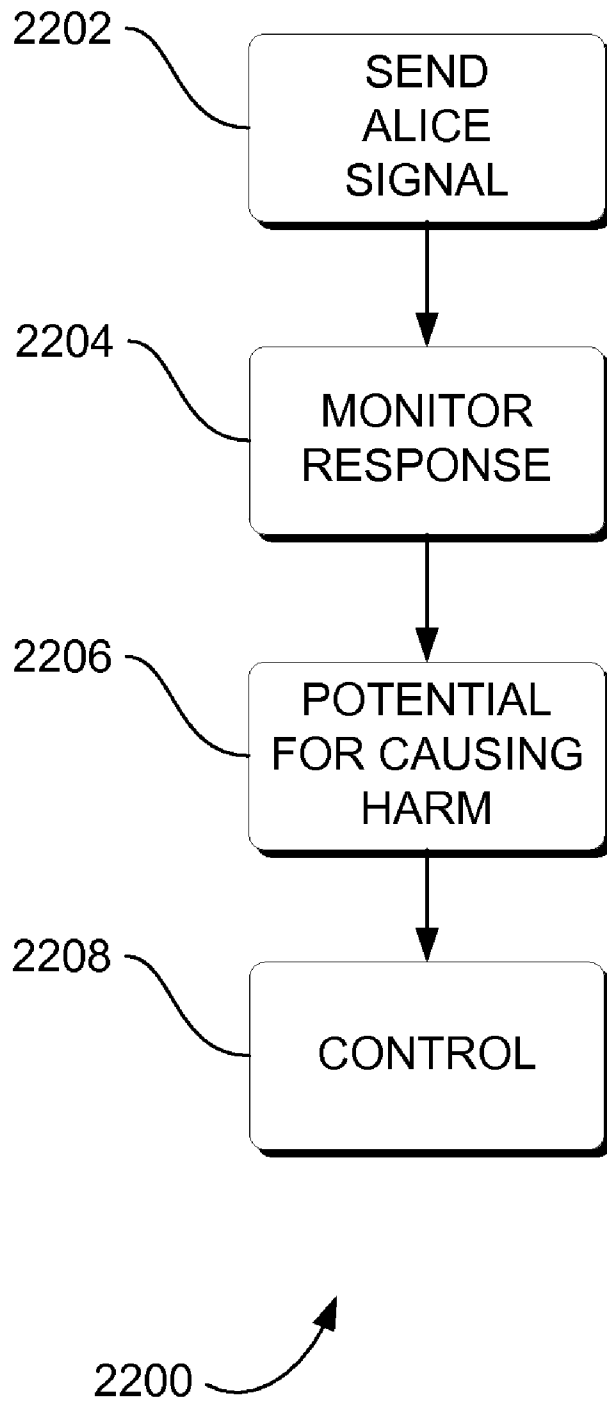 2202
SEND
ALICE
SIGNAL
2204
MONITOR
RESPONSE
2206
POTENTIAL
FOR CAUSING
HARM
2208
CONTROL
2200